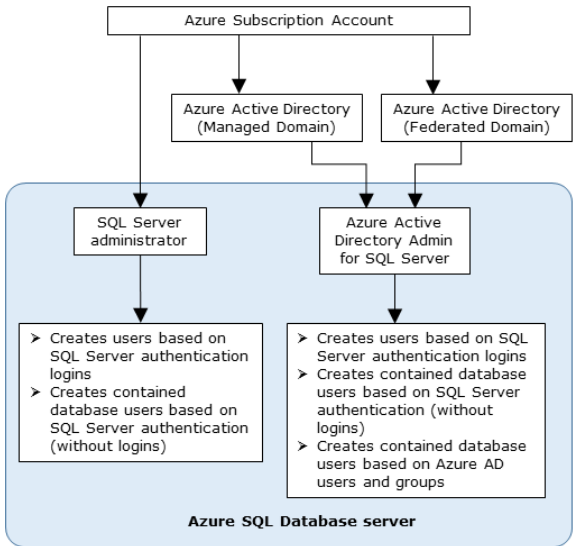 Azure Subscription Account
Azure Active Directory
(Managed Domain)
Azure Active Directory
(Federated Domain)
SQL Server
administrator
Azure Active
Directory Admin
for SQL Server
➤ Creates users based on
SQL Server authentication
logins
➤ Creates contained
database users based on
SQL Server authentication
(without logins)
➤ Creates users based on SQL
Server authentication logins
➤ Creates contained database
users based on SQL Server
authentication (without
logins)
➤ Creates contained database
users based on Azure AD
users and groups
Azure SQL Database server